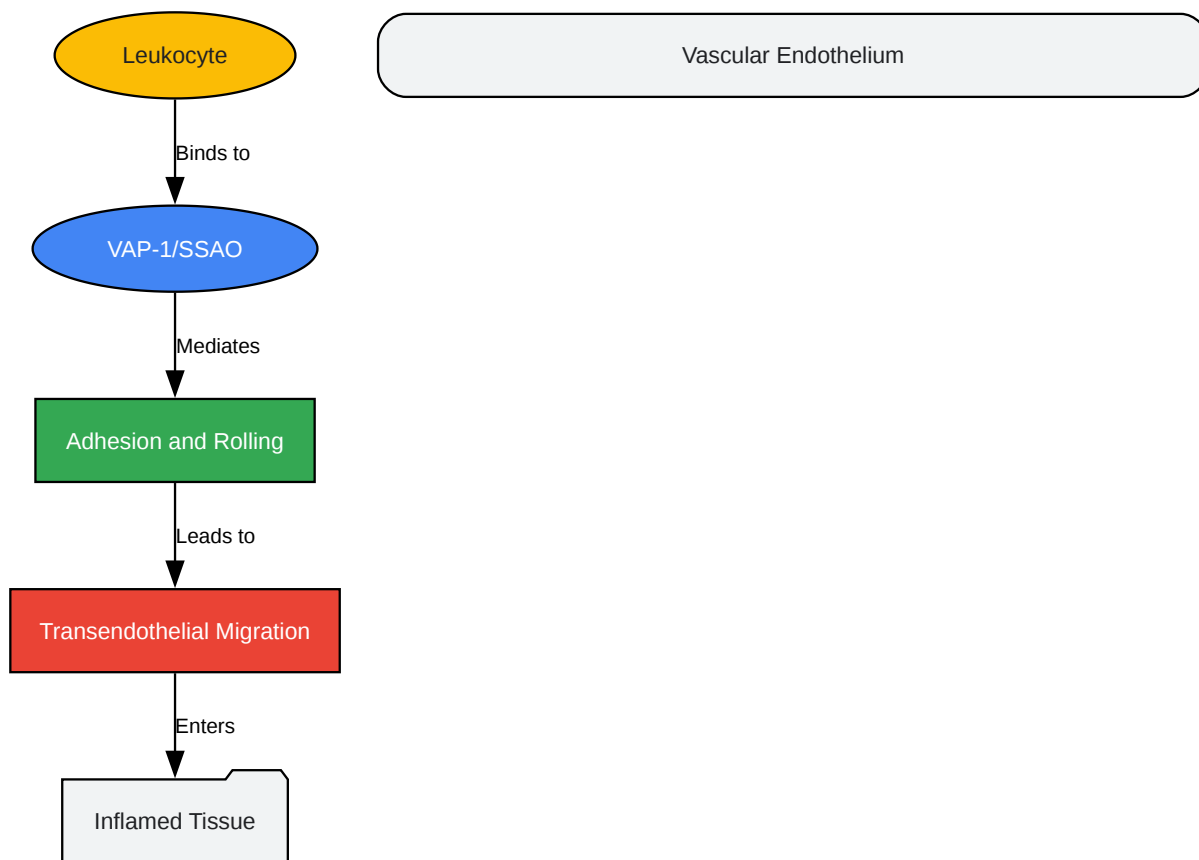 Leukocyte
Vascular Endothelium
Binds to
VAP-1/SSAO
Mediates
Adhesion and Rolling
Leads to
Transendothelial Migration
Enters
Inflamed Tissue